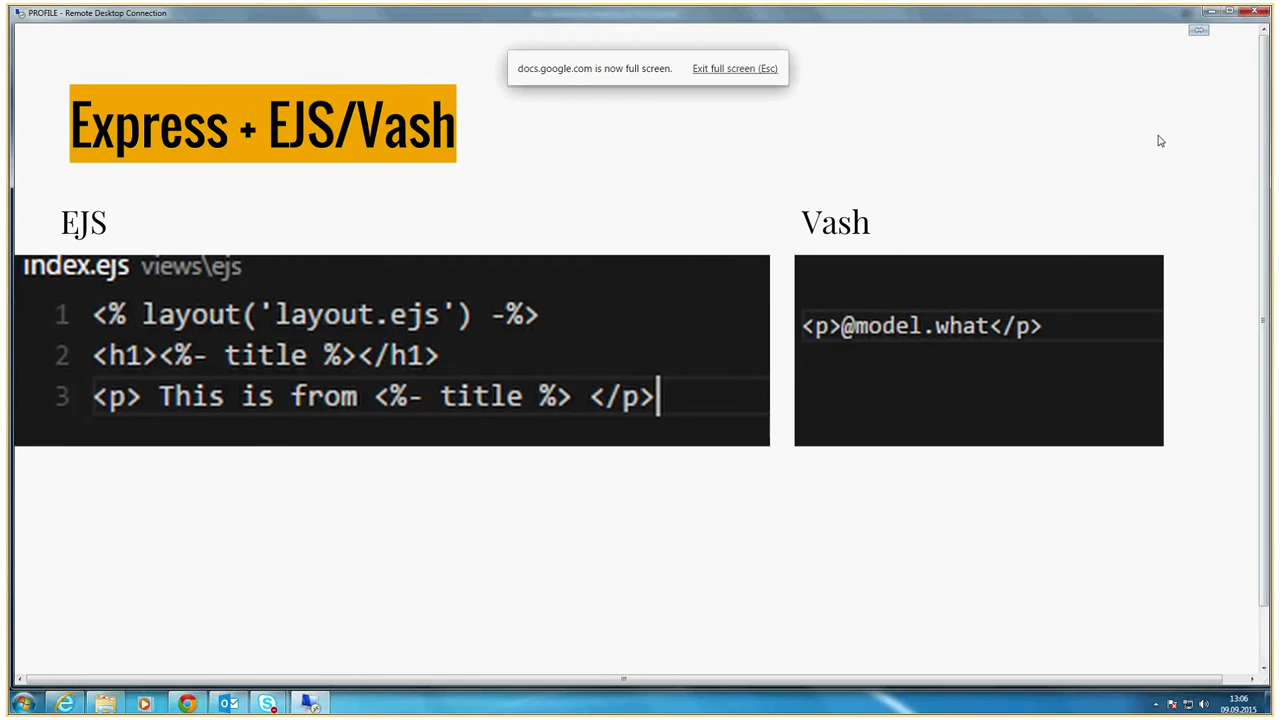 PROFILE - Remote Desktop Connection
docs.google.com is now full screen. Exit full screen (Esc)
Express + EJS/Vash
EJS
Vash
index.ejs views\ejs
1 <% layout('layout.ejs') -%>
2 <h1><%- title %></h1>
3 <p> This is from <%- title %> </p>
<p>@model.what</p>
13:06
09.09.2015